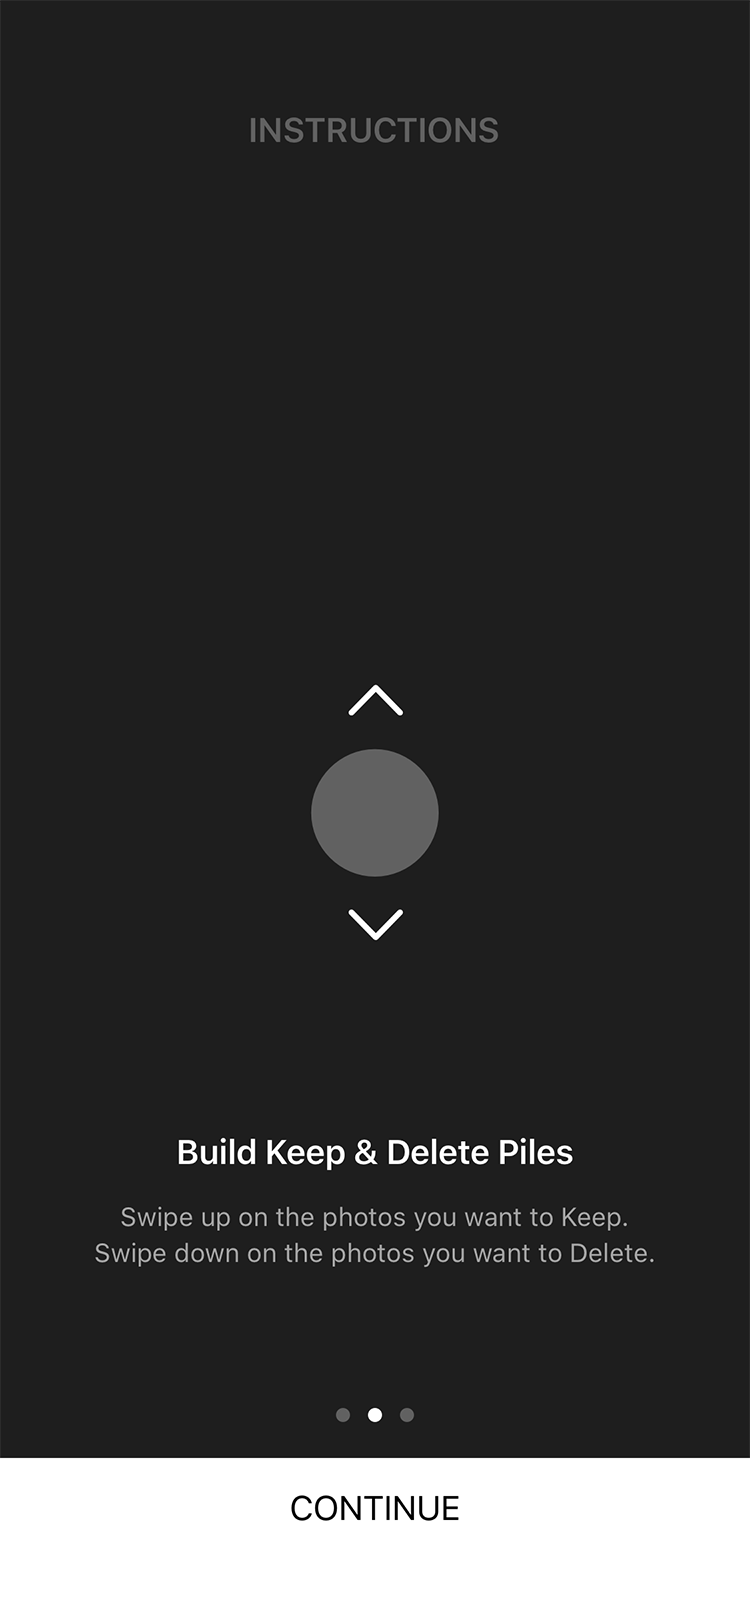 INSTRUCTIONS
Build Keep & Delete Piles
Swipe up on the photos you want to Keep.
Swipe down on the photos you want to Delete.
CONTINUE